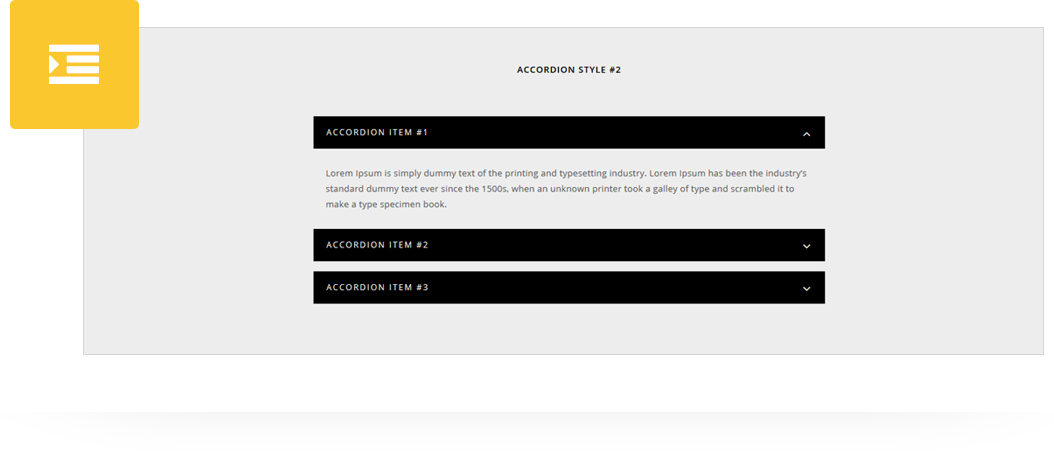 ACCORDION STYLE #2
ACCORDION ITEM #1
Lorem Ipsum is simply dummy text of the printing and typesetting industry. Lorem Ipsum has been the industry's
standard dummy text ever since the 1500s, when an unknown printer took a galley of type and scrambled it to
make a type specimen book.
ACCORDION ITEM #2
ACCORDION ITEM #3